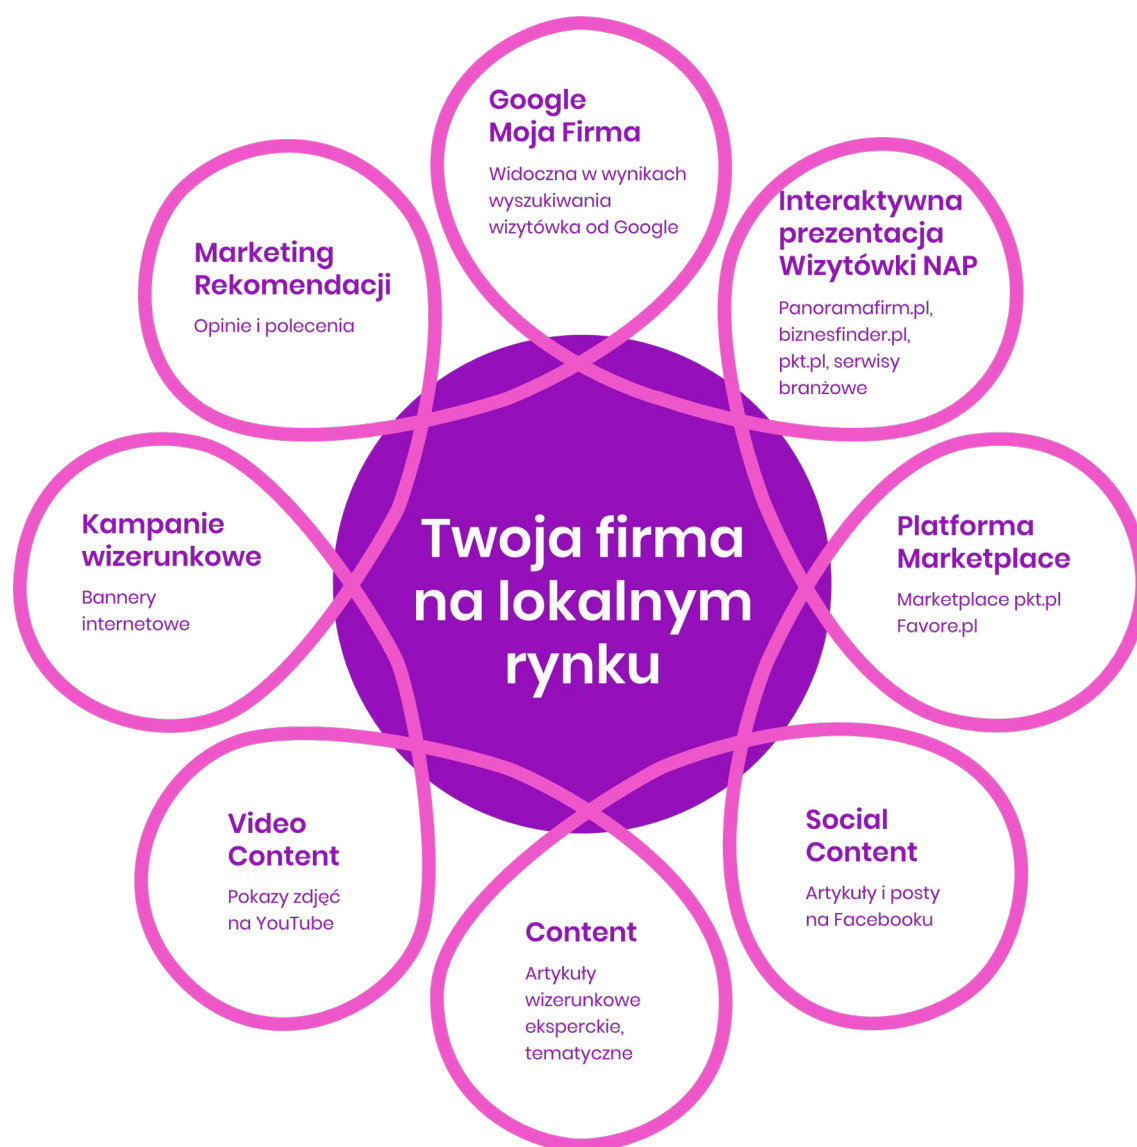 Google
Moja Firma
Widoczna w wynikach
wyszukiwania
wizytówka od Google
Interaktywna
prezentacja
Wizytówki NAP
Panoramafirm.pl,
biznesfinder.pl,
pkt.pl, serwisy
branżowe
Marketing
Rekomendacji
Opinie i polecenia
Kampanie
wizerunkowe
Bannery
internetowe
Twoja firma
na lokalnym
rynku
Platforma
Marketplace
Marketplace pkt.pl
Favore.pl
Video
Content
Pokazy zdjęć
na YouTube
Social
Content
Artykuły i posty
na Facebooku
Content
Artykuły
wizerunkowe
eksperckie,
tematyczne